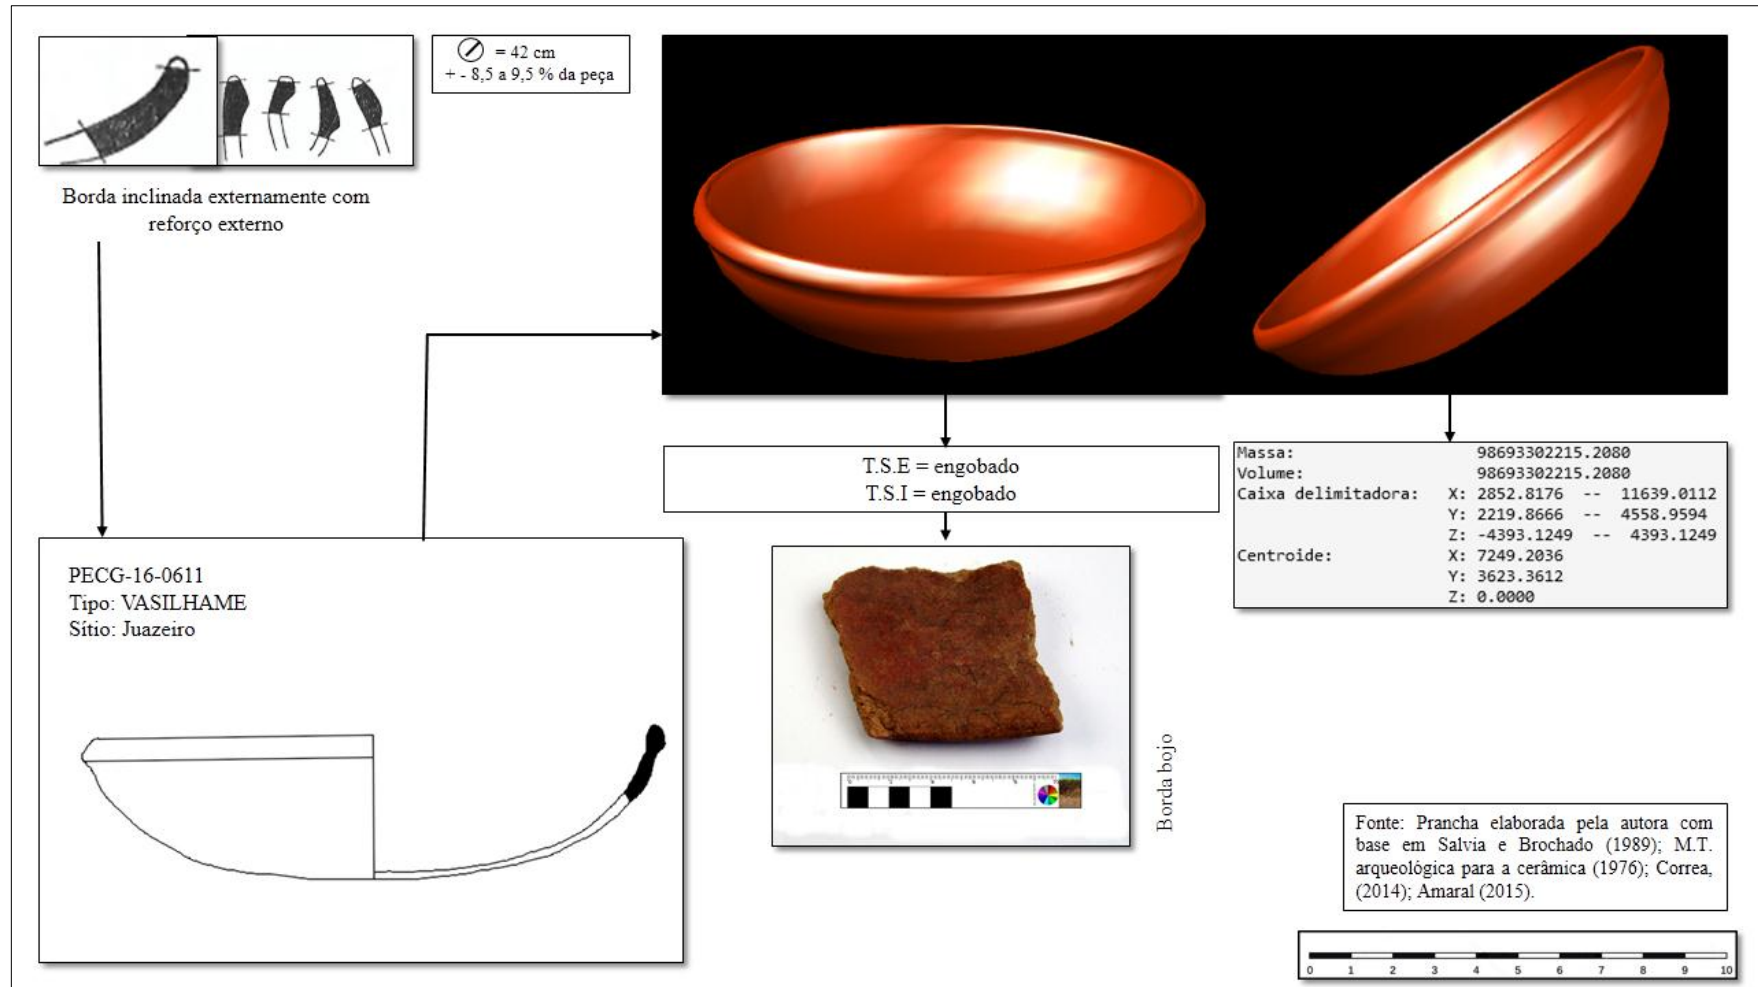 = 42 cm
+ - 8,5 a 9,5 % da peça
Borda inclinada externamente com
reforço externo
T.S.E = engobado
T.S.I = engobado
Massa: 98693302215.2080
Volume: 98693302215.2080
Caixa delimitadora: X: 2852.8176 -- 11639.0112
Y: 2219.8666 -- 4558.9594
Z: -4393.1249 -- 4393.1249
Centroide: X: 7249.2036
Y: 3623.3612
Z: 0.0000
PECG-16-0611
Tipo: VASILHAME
Sítio: Juazeiro
Borda bojo
Fonte: Prancha elaborada pela autora com
base em Salvia e Brochado (1989); M.T.
arqueológica para a cerâmica (1976); Correa,
(2014); Amaral (2015).
0 1 2 3 4 5 6 7 8 9 10